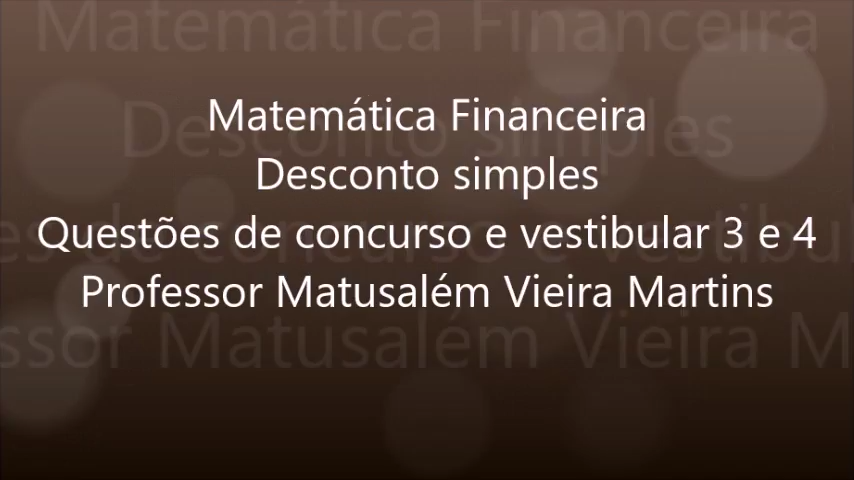 Matemática Financeira
Desconto simples
Questões de concurso e vestibular 3 e 4
Professor Matusalém Vieira Martins